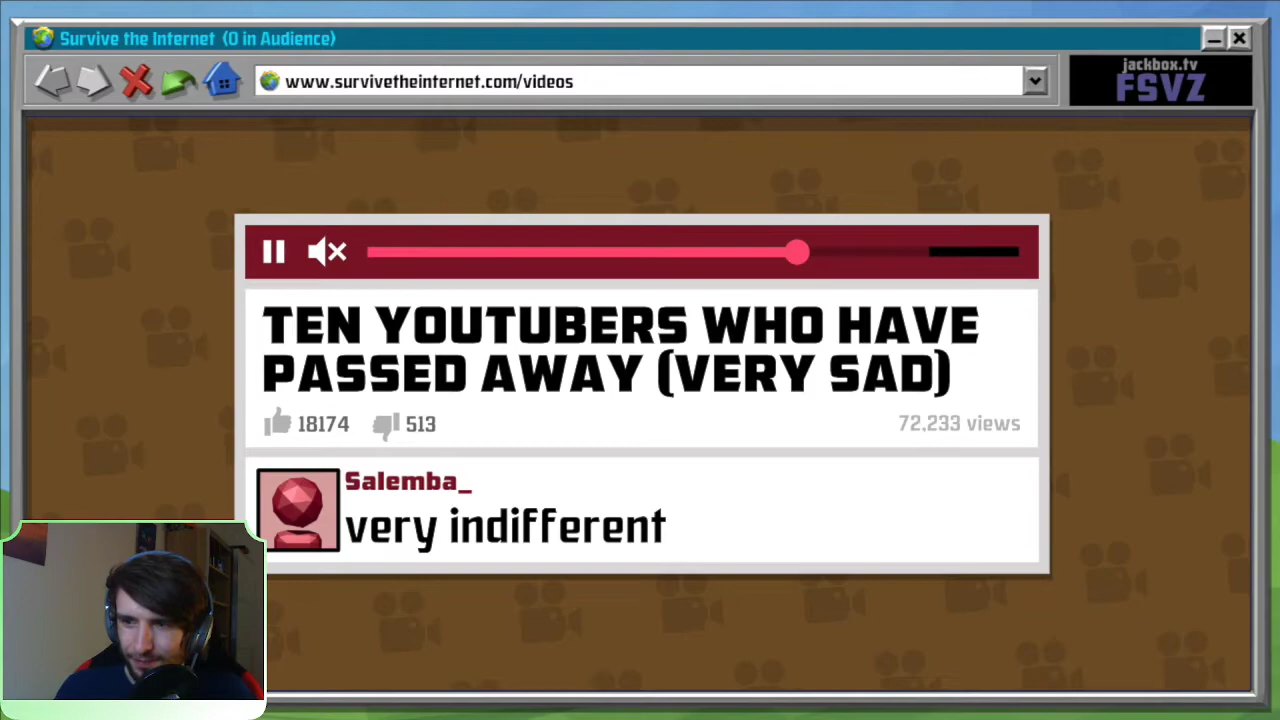 Survive the Internet (0 in Audience)
www.survivetheinternet.com/videos
jackbox.tv
FSVZ
TEN YOUTUBERS WHO HAVE
PASSED AWAY (VERY SAD)
18174 513 72,233 views
Salemba_
very indifferent